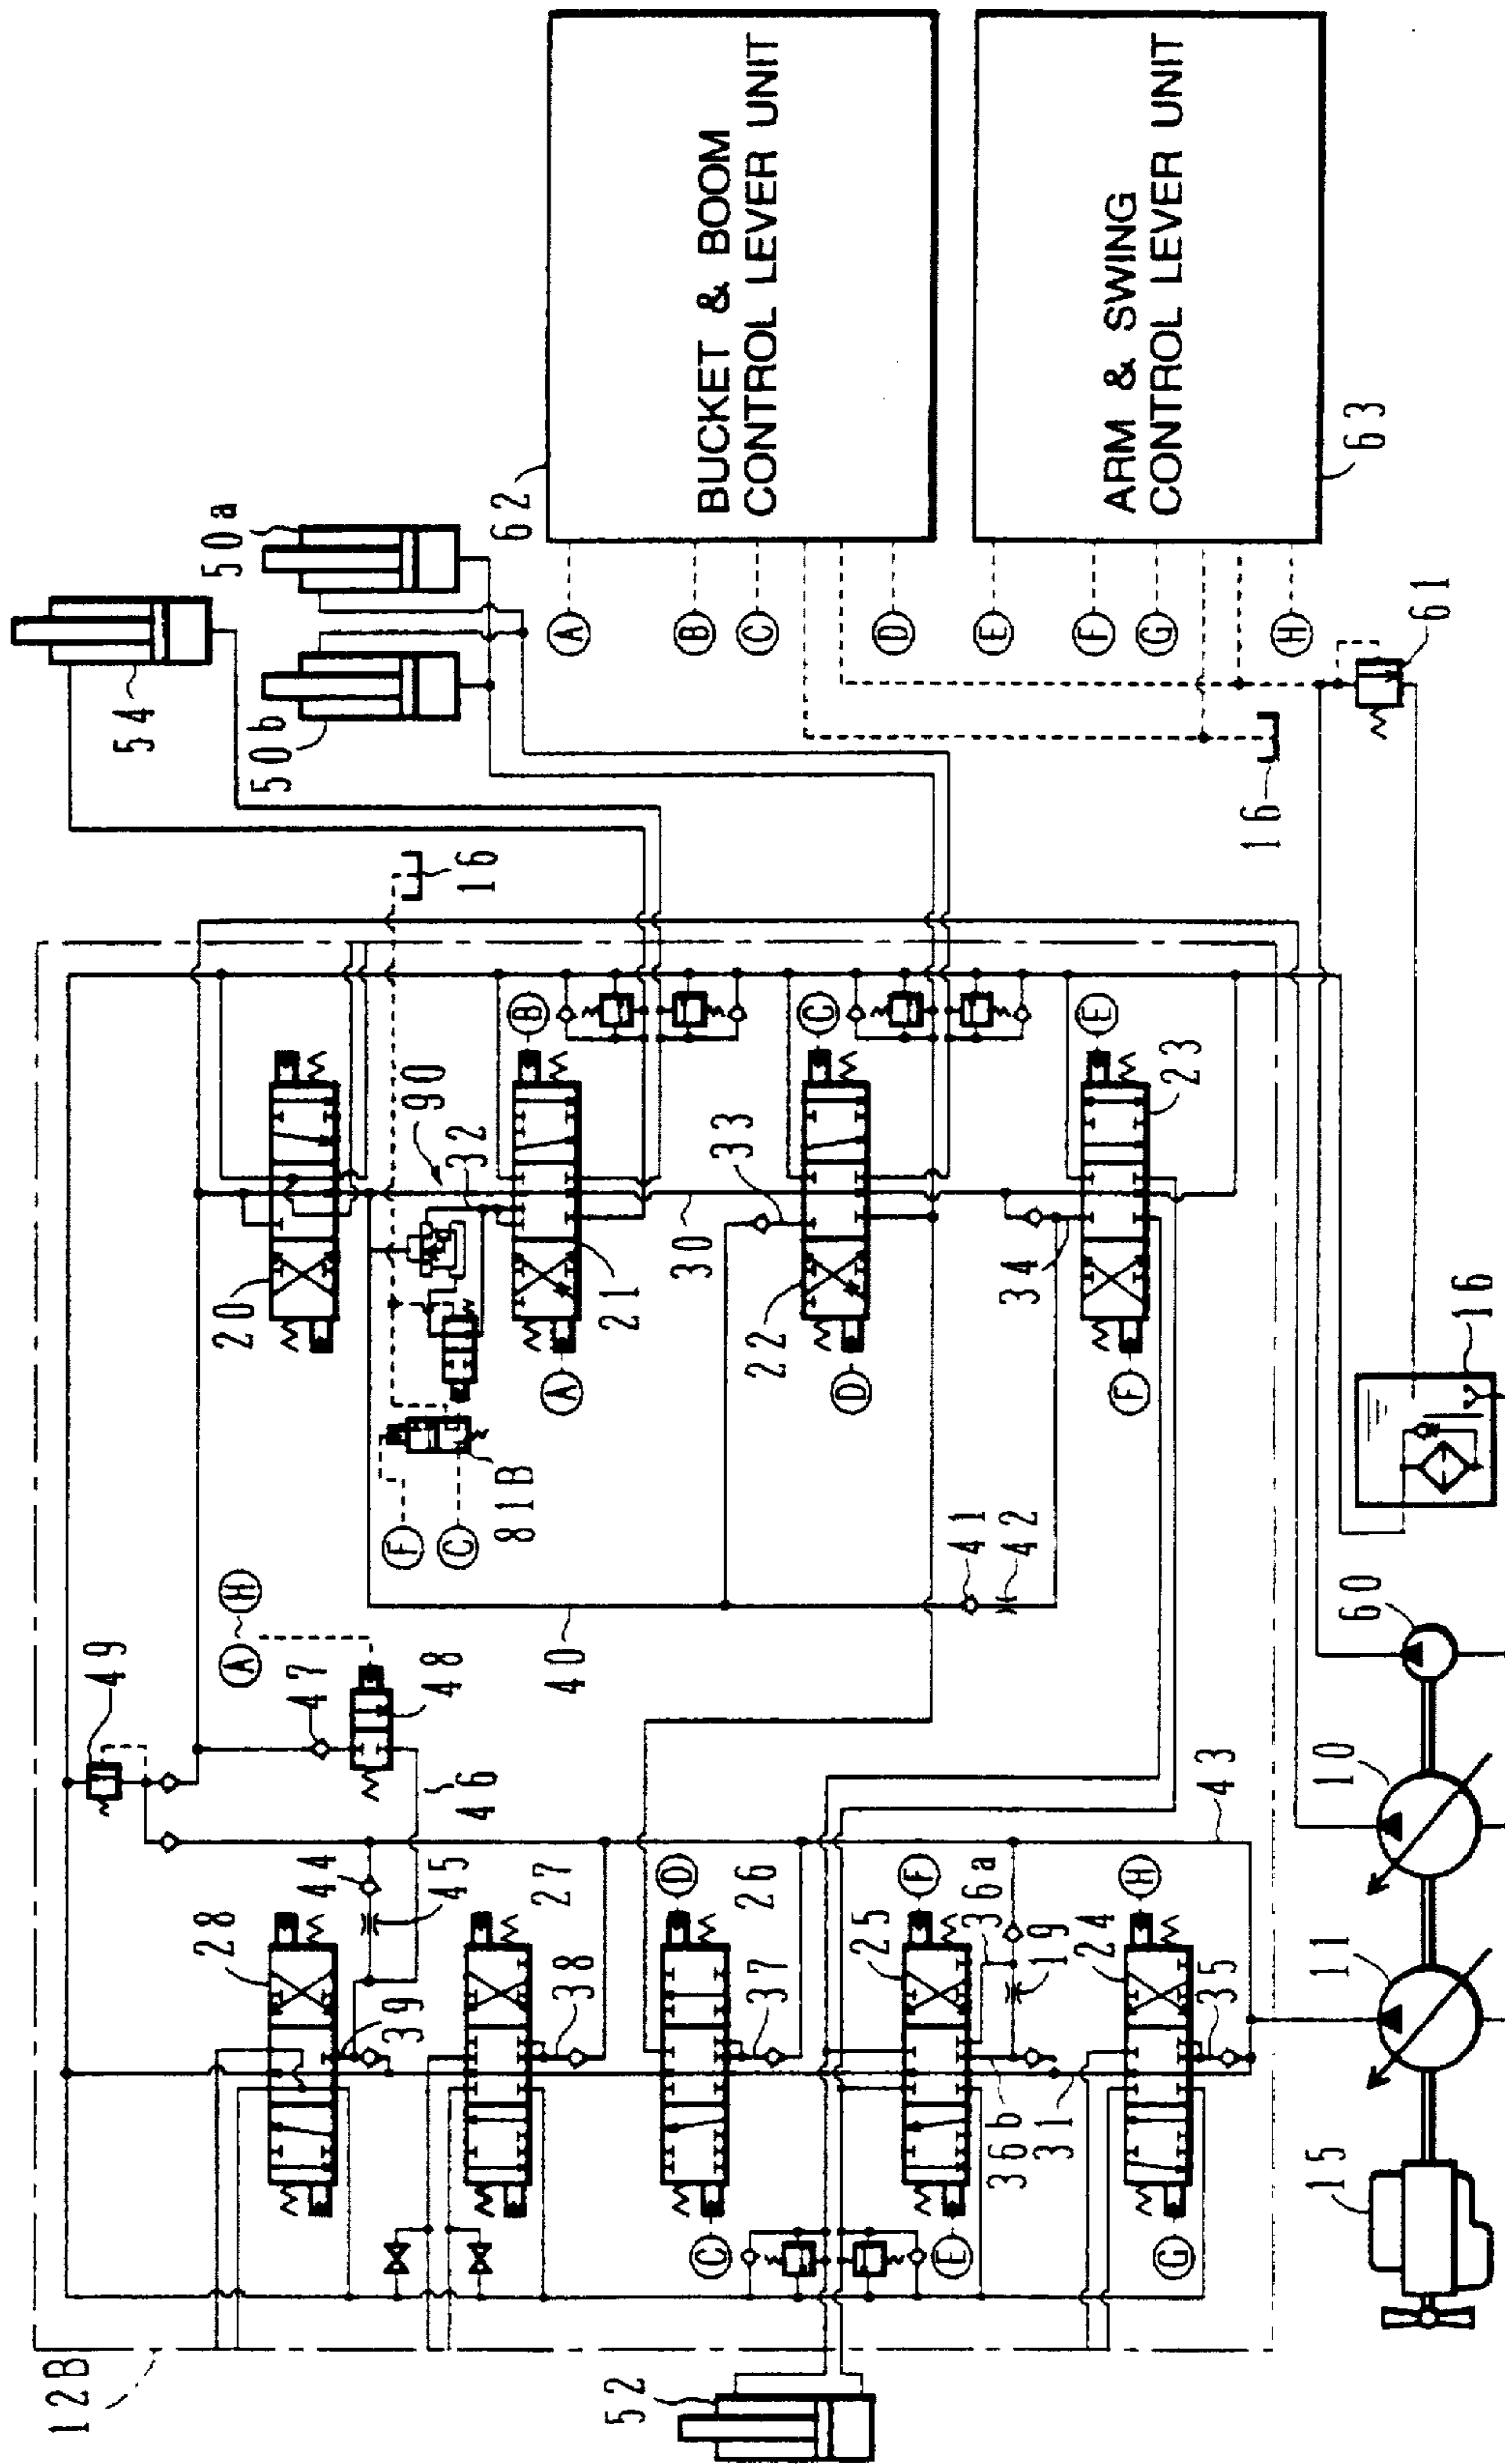 12B
52
49
28
39
44
45
47
A ~ H
48
46
20
27
38
F
C
81B
90
32
16
54
50a
50b
B
A
21
26
37
D
C
40
30
33
22
C
D
62
BUCKET & BOOM
CONTROL LEVER UNIT
A
B
C
D
25
F
36a
19
36b
31
E
41
42
34
E
23
F
E
F
G
H
ARM & SWING
CONTROL LEVER UNIT
63
24
H
35
G
43
16
61
15
11
10
60
16